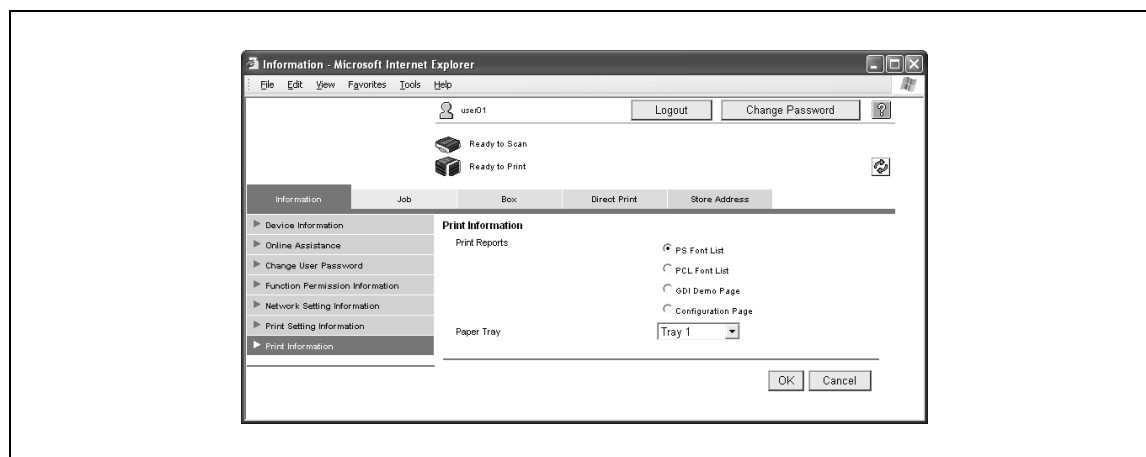 Information - Microsoft Internet Explorer
File Edit View Favorites Tools Help
user01 Logout Change Password ?
Ready to Scan
Ready to Print
Information Job Box Direct Print Store Address
Device Information
Online Assistance
Change User Password
Function Permission Information
Network Setting Information
Print Setting Information
Print Information
Print Information
Print Reports
PS Font List
PCL Font List
GDI Demo Page
Configuration Page
Paper Tray Tray 1
OK Cancel